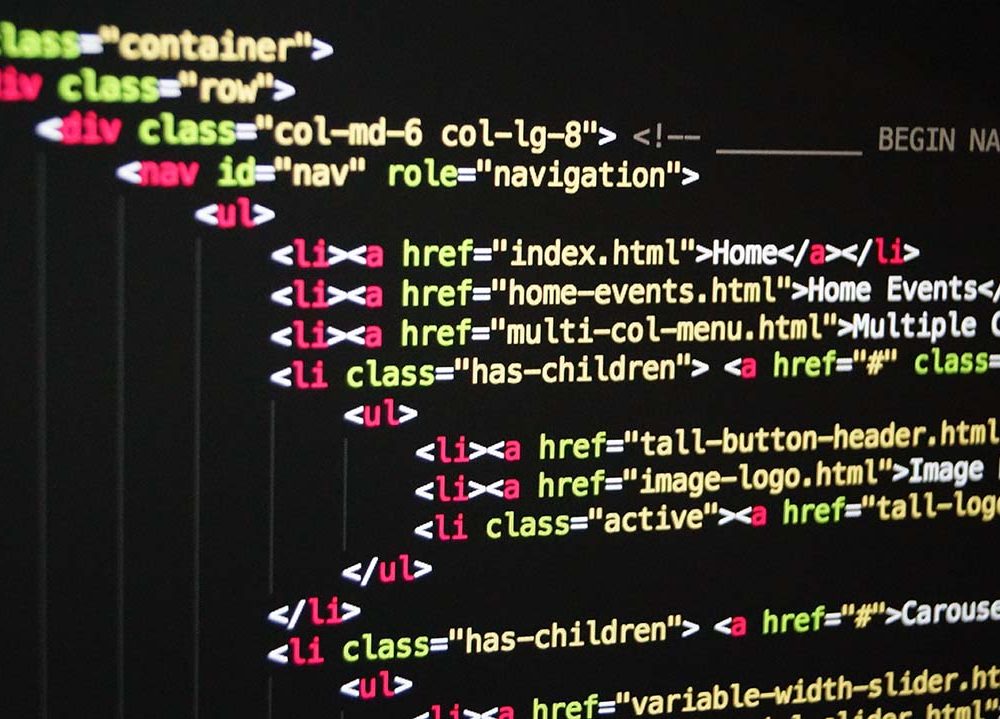 class="container">
div class="row">
<div class="col-md-6 col-lg-8"> <!-- __________ BEGIN NA
<nav id="nav" role="navigation">
<ul>
<li><a href="index.html">Home</a></li>
<li><a href="home-events.html">Home Events</
<li><a href="multi-col-menu.html">Multiple C
<li class="has-children"> <a href="#" class=
<ul>
<li><a href="tall-button-header.html
<li><a href="image-logo.html">Image
<li class="active"><a href="tall-logo
</ul>
</li>
<li class="has-children"> <a href="#">Carouse
<ul>
<li><a href="variable-width-slider.ht
slider.html"